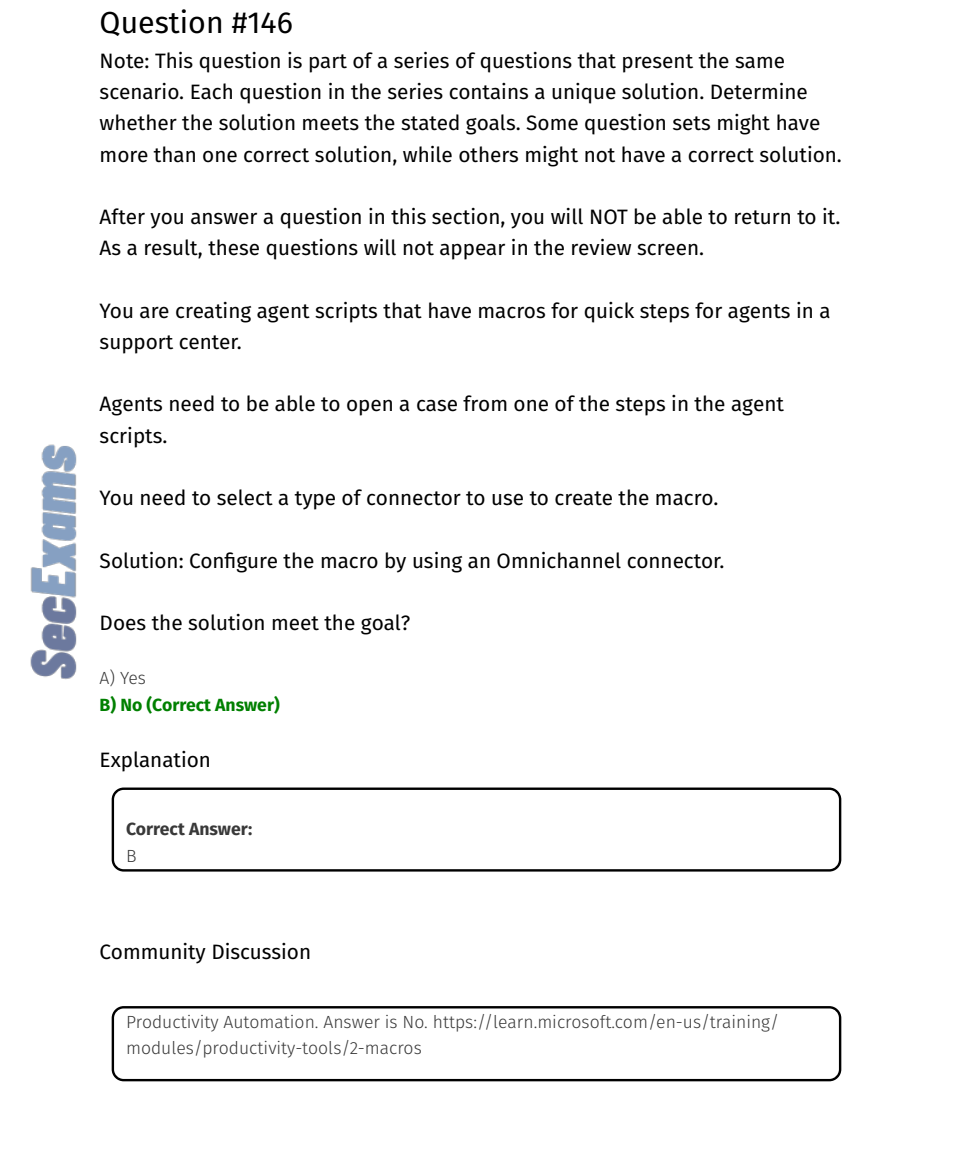 Question #146
Note: This question is part of a series of questions that present the same
scenario. Each question in the series contains a unique solution. Determine
whether the solution meets the stated goals. Some question sets might have
more than one correct solution, while others might not have a correct solution.
After you answer a question in this section, you will NOT be able to return to it.
As a result, these questions will not appear in the review screen.
You are creating agent scripts that have macros for quick steps for agents in a
support center.
Agents need to be able to open a case from one of the steps in the agent
scripts.
You need to select a type of connector to use to create the macro.
Solution: Configure the macro by using an Omnichannel connector.
Does the solution meet the goal?
A) Yes
B) No (Correct Answer)
Explanation
Correct Answer:
B
Community Discussion
Productivity Automation. Answer is No. https://learn.microsoft.com/en-us/training/
modules/productivity-tools/2-macros
SecExams